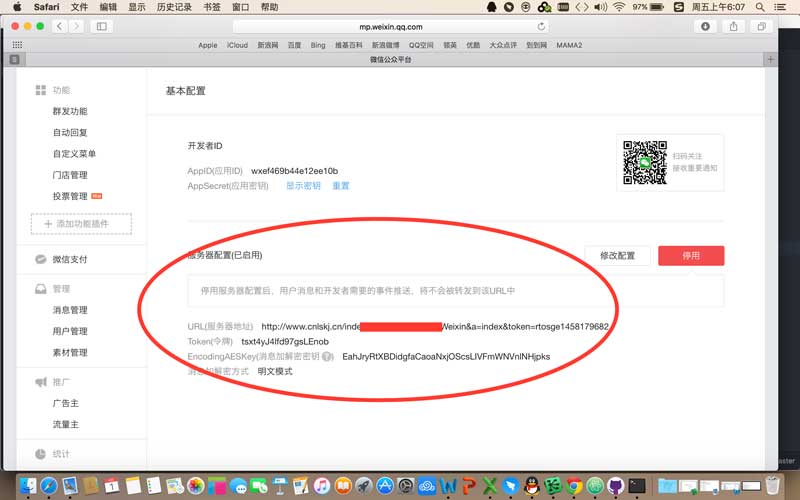 Safari 文件 编辑 显示 历史记录 书签 窗口 帮助
97% 周五上午6:07
mp.weixin.qq.com
Apple iCloud 新浪网 百度 Bing 维基百科 新浪微博 QQ空间 领英 优酷 大众点评 到到网 MAMA2
微信公众平台
功能
群发功能
自动回复
自定义菜单
门店管理
投票管理
+ 添加功能插件
微信支付
管理
消息管理
用户管理
素材管理
推广
广告主
流量主
统计
基本配置
开发者ID
AppID(应用ID) wxef469b44e12ee10b
AppSecret(应用密钥) 显示密钥 重置
扫码关注
接收重要通知
服务器配置(已启用)
修改配置 停用
停用服务器配置后，用户消息和开发者需要的事件推送，将不会被转发到该URL中
URL(服务器地址) http://www.cnlskj.cn/inde Weixin&a=index&token=rtosge1458179682
Token(令牌) tsxt4yJ4lfd97gsLEnob
EncodingAESKey(消息加解密密钥 ?) EahJryRtXBDidgfaCaoaNxjOScsLlVFmWNVnlNHjpks
消息加解密方式 明文模式
aster